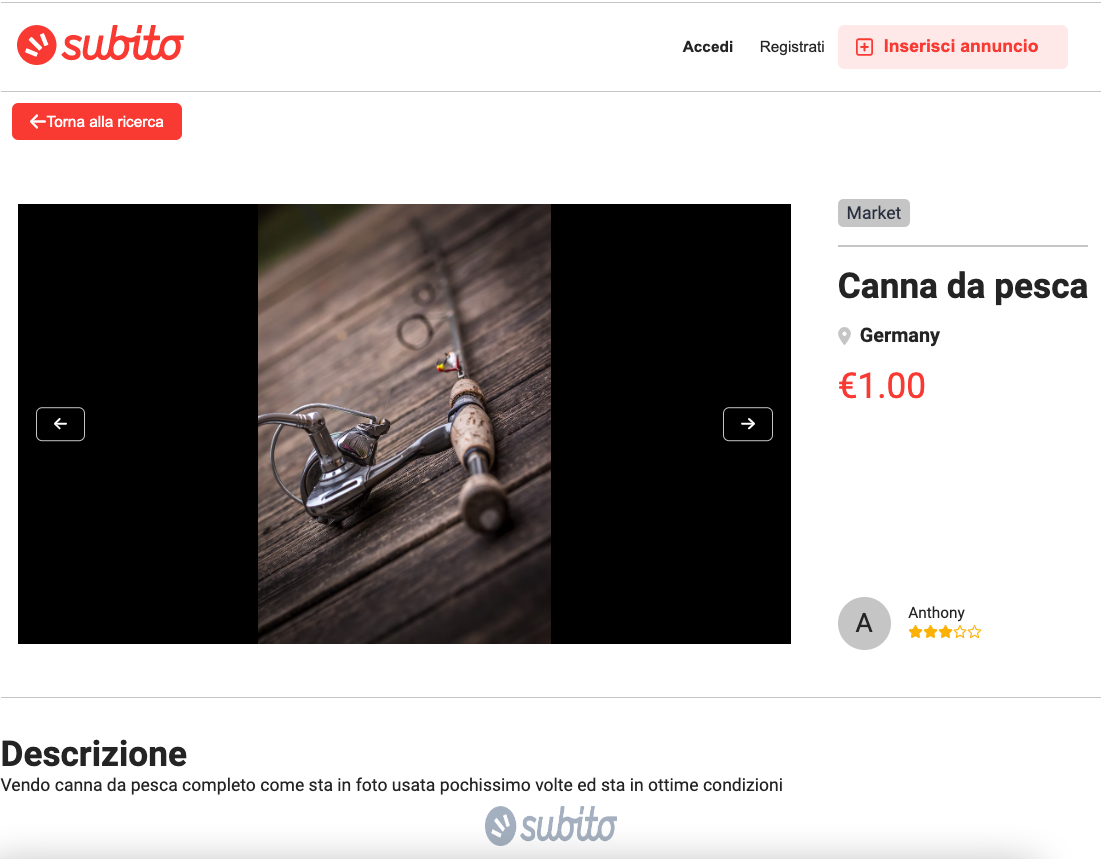 subito
Accedi
Registrati
Inserisci annuncio
Torna alla ricerca
Market
Canna da pesca
Germany
€1.00
A
Anthony
Descrizione
Vendo canna da pesca completo come sta in foto usata pochissimo volte ed sta in ottime condizioni
subito